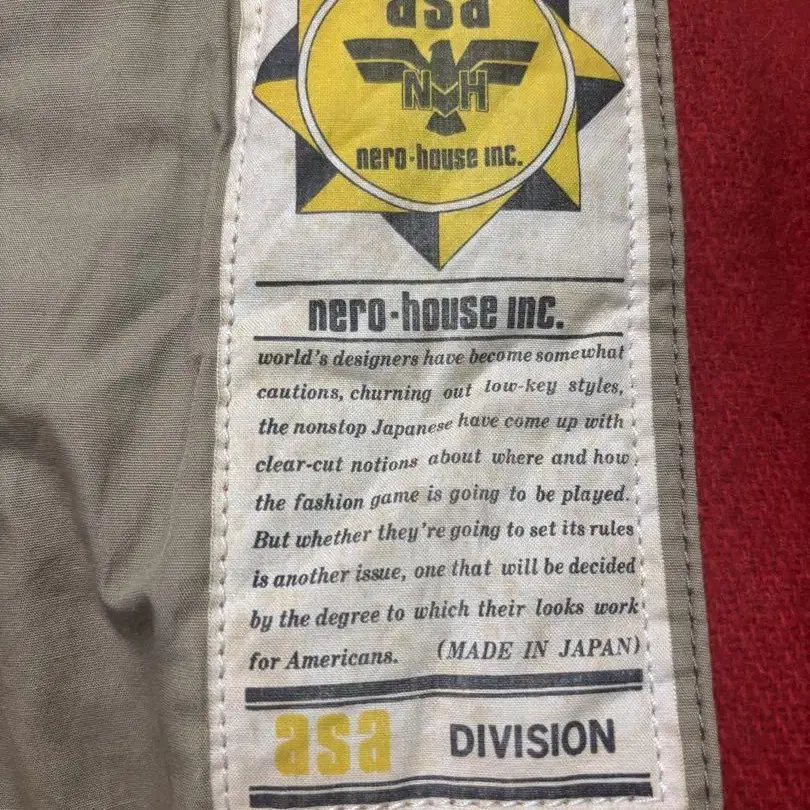 asa
NH
nero-house inc.
nero-house inc.
world's designers have become somewhat
cautions, churning out low-key styles,
the nonstop Japanese have come up with
clear-cut notions about where and how
the fashion game is going to be played.
But whether they're going to set its rules
is another issue, one that will be decided
by the degree to which their looks work
for Americans. (MADE IN JAPAN)
asa DIVISION